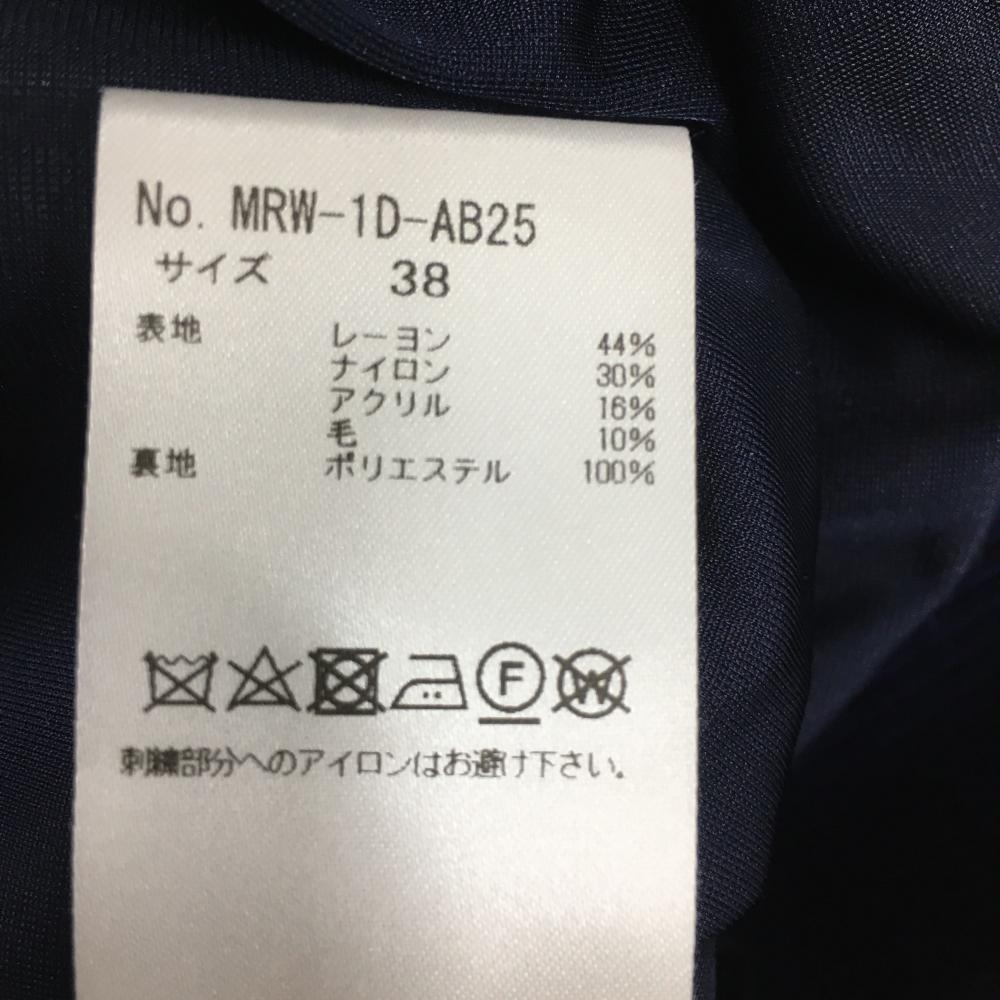 No. MRW-1D-AB25
サイズ 38
表地 レーヨン 44%
ナイロン 30%
アクリル 16%
毛 10%
裏地 ポリエステル 100%
F W
刺繍部分へのアイロンはお避け下さい。